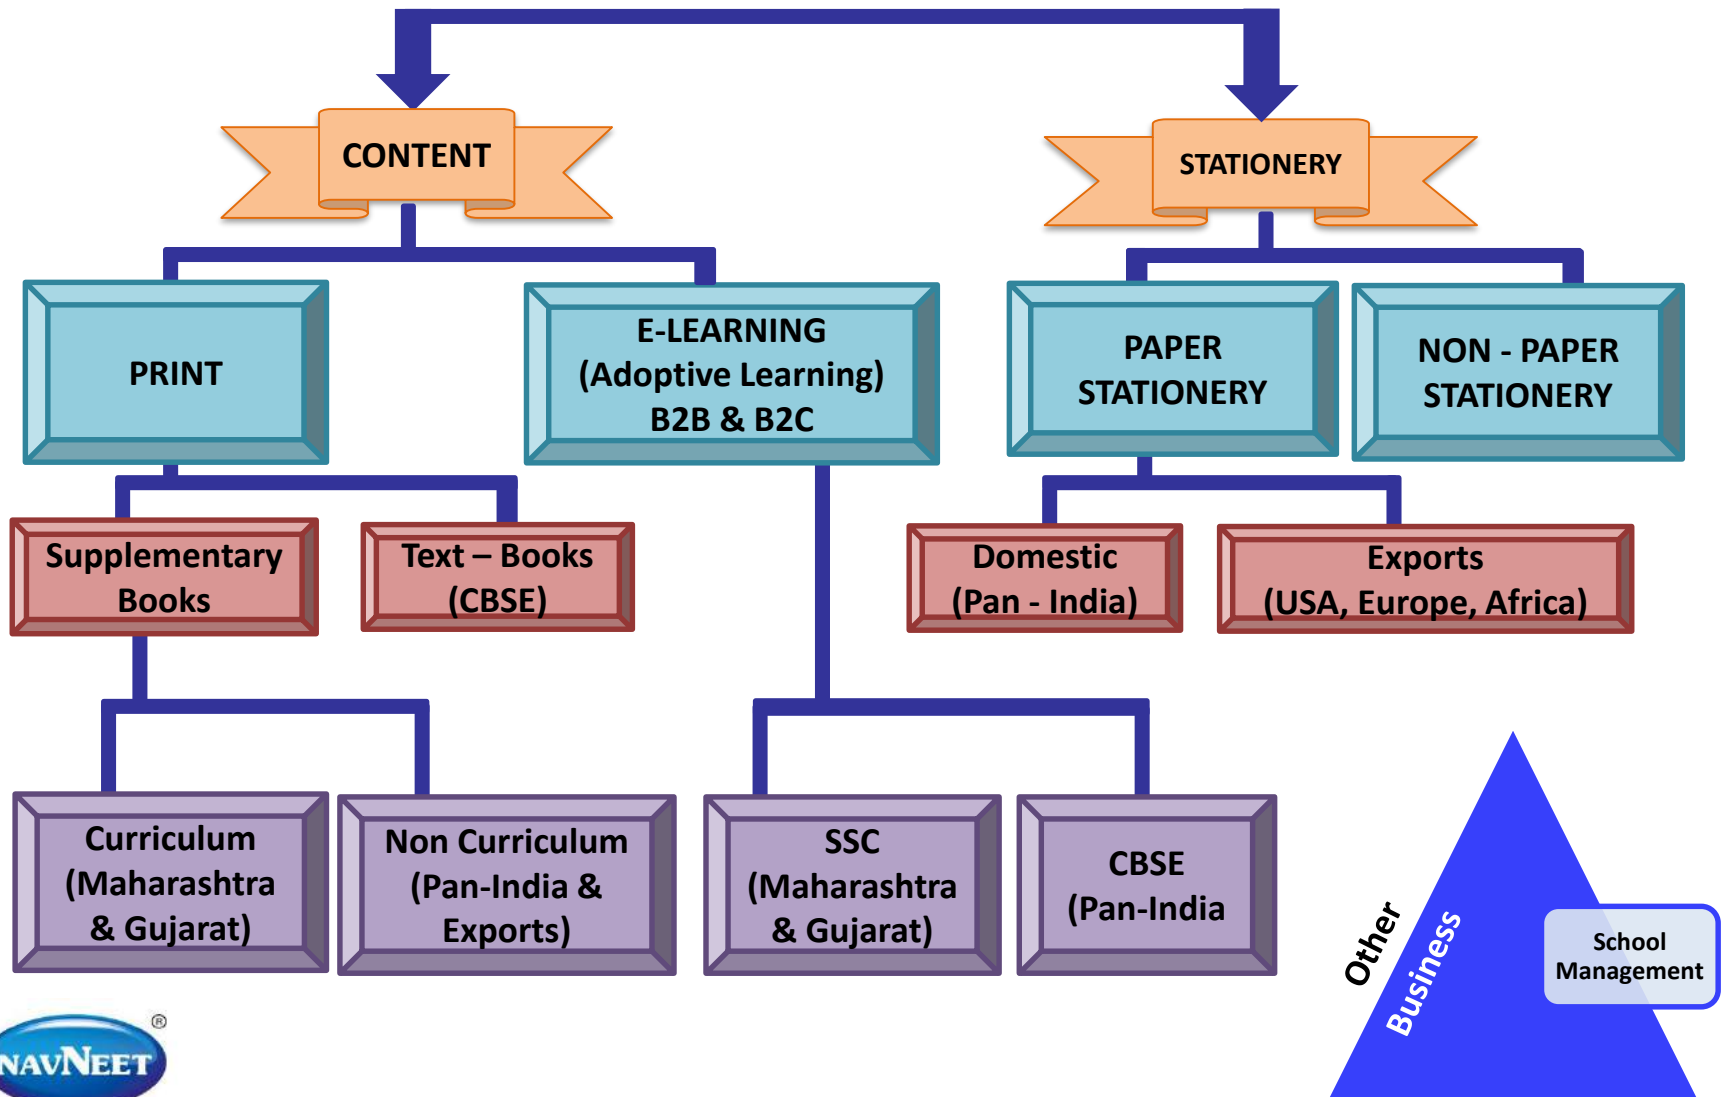 CONTENT
STATIONERY
PRINT
E-LEARNING
(Adoptive Learning)
B2B & B2C
PAPER
STATIONERY
NON - PAPER
STATIONERY
Supplementary
Books
Text – Books
(CBSE)
Domestic
(Pan - India)
Exports
(USA, Europe, Africa)
Curriculum
(Maharashtra
& Gujarat)
Non Curriculum
(Pan-India &
Exports)
SSC
(Maharashtra
& Gujarat)
CBSE
(Pan-India
Other
Business
School
Management
NAVNEET ®